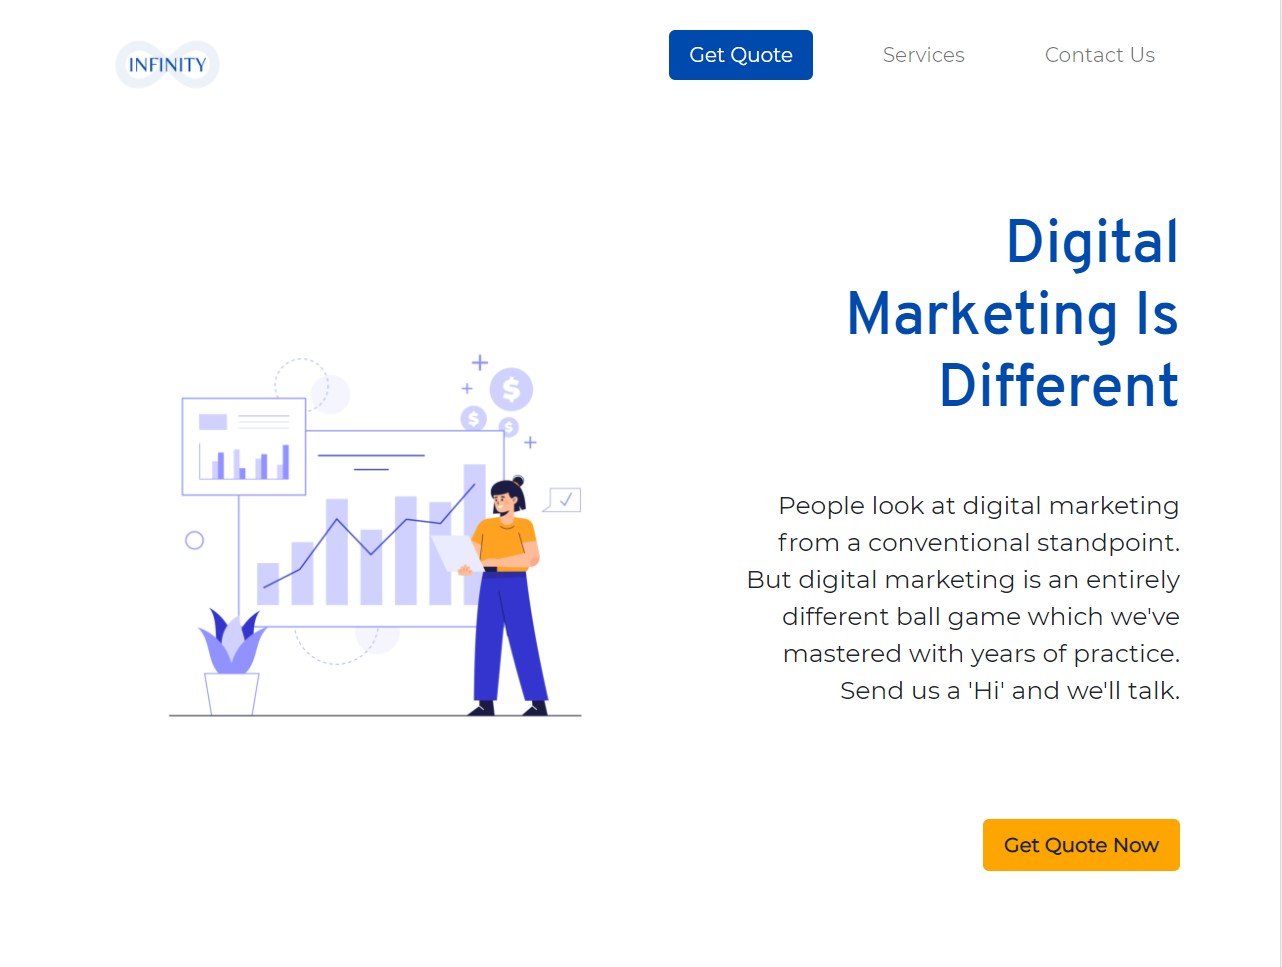 INFINITY
Get Quote
Services
Contact Us
Digital
Marketing Is
Different
$
$
$
People look at digital marketing
from a conventional standpoint.
But digital marketing is an entirely
different ball game which we've
mastered with years of practice.
Send us a 'Hi' and we'll talk.
Get Quote Now